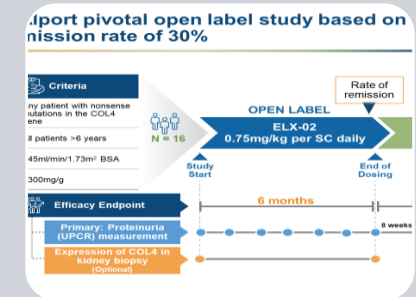 lport pivotal open label study based on
mission rate of 30%
Criteria
ny patient with nonsense
utations in the COL4
ene
ll patients >6 years
45ml/min/1.73m² BSA
300mg/g
N = 16
OPEN LABEL
ELX-02
0.75mg/kg per SC daily
Rate of
remission
Study
Start
End of
Dosing
Efficacy Endpoint
6 months
Primary: Proteinuria
(UPCR) measurement
8 weeks
Expression of COL4 in
kidney biopsy
(Optional)